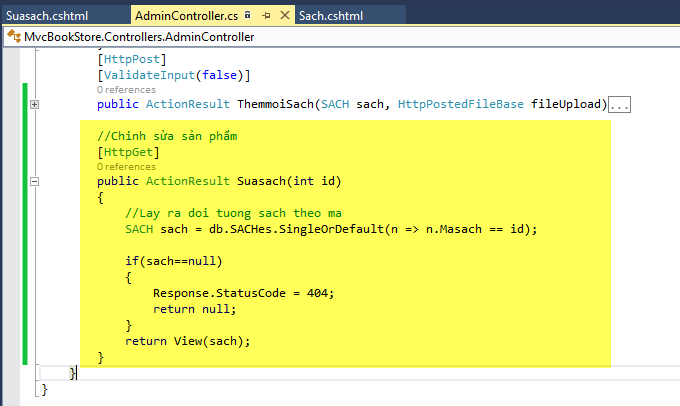 Suasach.cshtml AdminController.cs Sach.cshtml
MvcBookStore.Controllers.AdminController
[HttpPost]
[ValidateInput(false)]
0 references
public ActionResult ThemmoiSach(SACH sach, HttpPostedFileBase fileUpload)...
//Chỉnh sửa sản phẩm
[HttpGet]
0 references
public ActionResult Suasach(int id)
{
//Lay ra doi tuong sach theo ma
SACH sach = db.SACHes.SingleOrDefault(n => n.Masach == id);
if(sach==null)
{
Response.StatusCode = 404;
return null;
}
return View(sach);
}
}
}